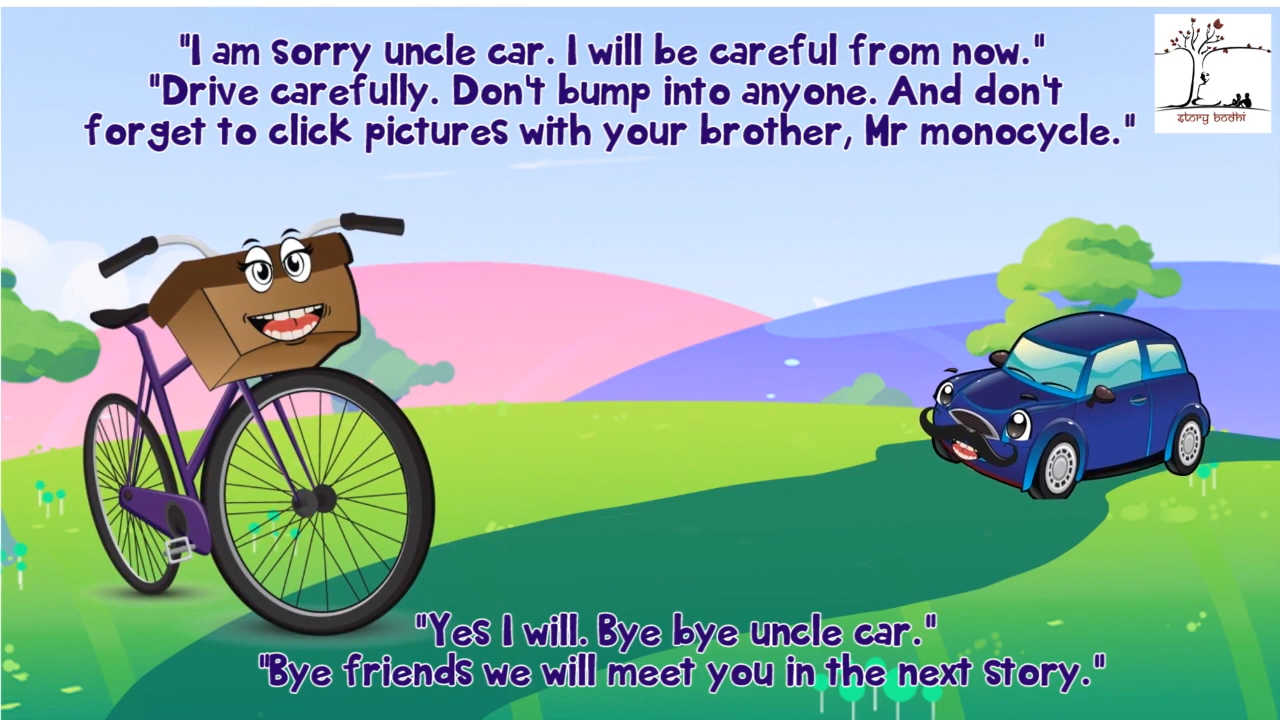 "I am sorry uncle car. I will be careful from now."
"Drive carefully. Don't bump into anyone. And don't
forget to click pictures with your brother, Mr monocycle."
story bodhi
"Yes I will. Bye bye uncle car."
"Bye friends we will meet you in the next story."